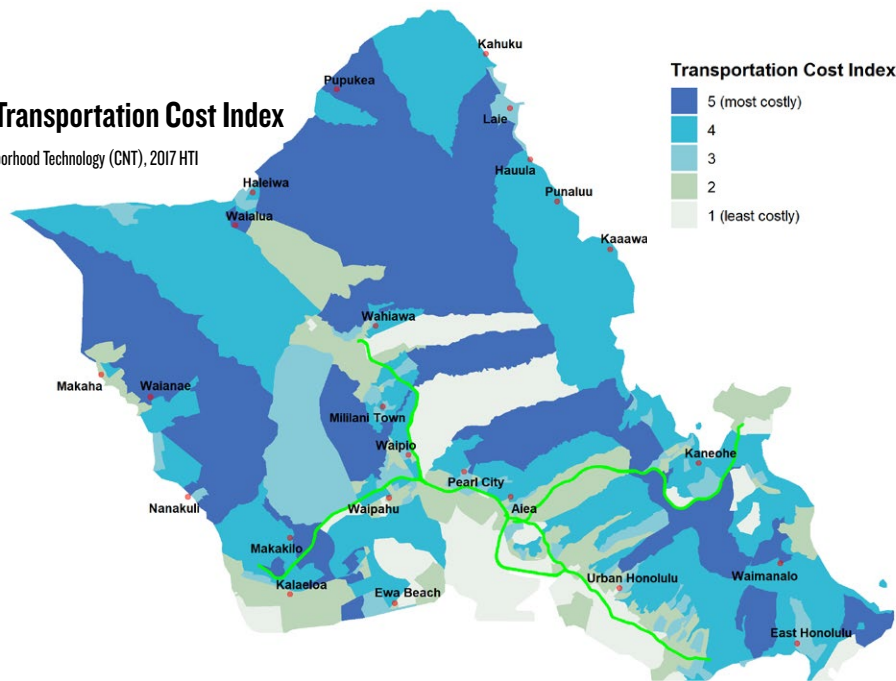 Transportation Cost Index
orhood Technology (CNT), 2017 HTI
Transportation Cost Index
5 (most costly)
4
3
2
1 (least costly)
Kahuku
Pupukea
Laie
Hauula
Haleiwa
Punaluu
Waialua
Kaaawa
Wahiawa
Makaha
Waianae
Mililani Town
Waipio
Kaneohe
Pearl City
Nanakuli
Waipahu
Aiea
Makakilo
Urban Honolulu
Waimanalo
Kalaeloa
Ewa Beach
East Honolulu